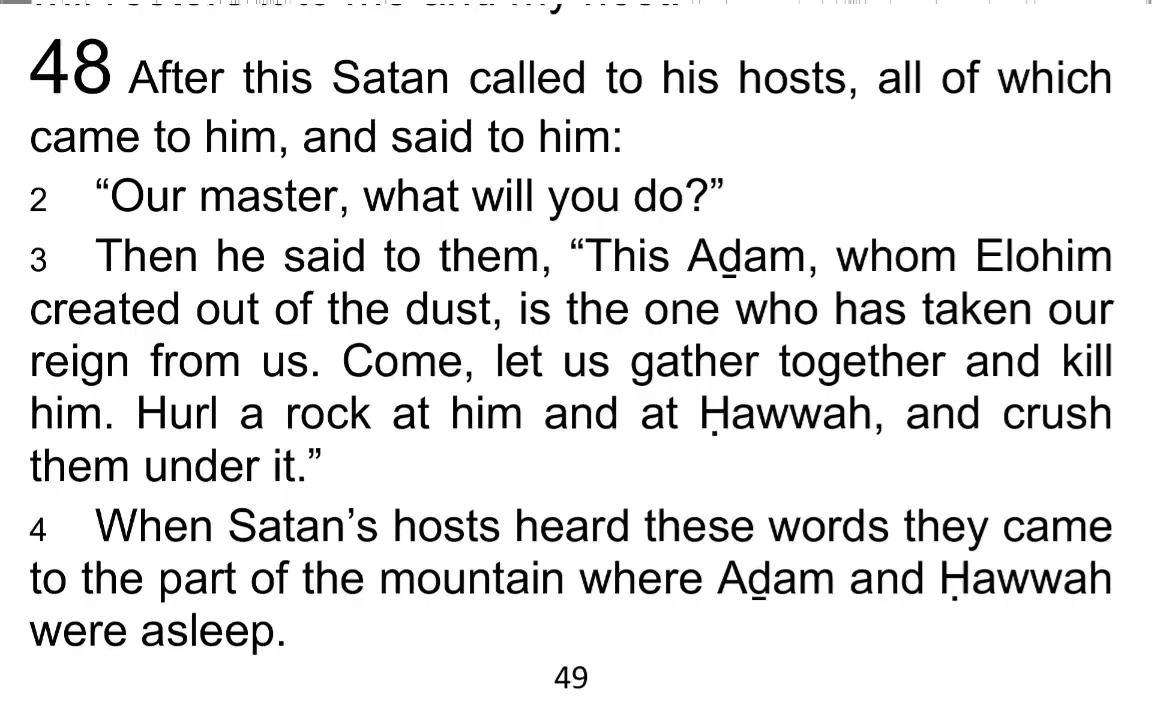 48 After this Satan called to his hosts, all of which
came to him, and said to him:
2 “Our master, what will you do?”
3 Then he said to them, “This Aḏam, whom Elohim
created out of the dust, is the one who has taken our
reign from us. Come, let us gather together and kill
him. Hurl a rock at him and at Ḥawwah, and crush
them under it.”
4 When Satan’s hosts heard these words they came
to the part of the mountain where Aḏam and Ḥawwah
were asleep.
49